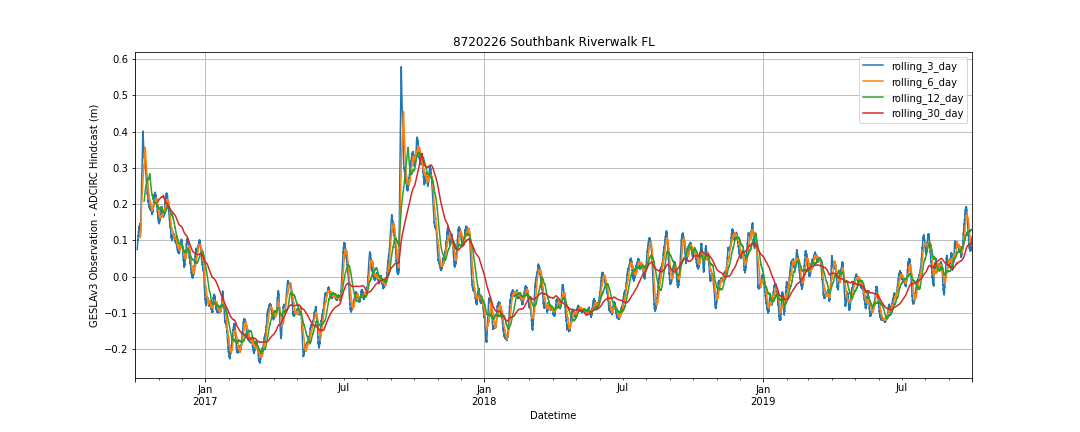 8720226 Southbank Riverwalk FL
GESLAv3 Observation - ADCIRC Hindcast (m)
0.6
0.5
0.4
0.3
0.2
0.1
0.0
−0.1
−0.2
rolling_3_day
rolling_6_day
rolling_12_day
rolling_30_day
Jan Jul Jan Jul Jan Jul
2017 2018 2019
Datetime